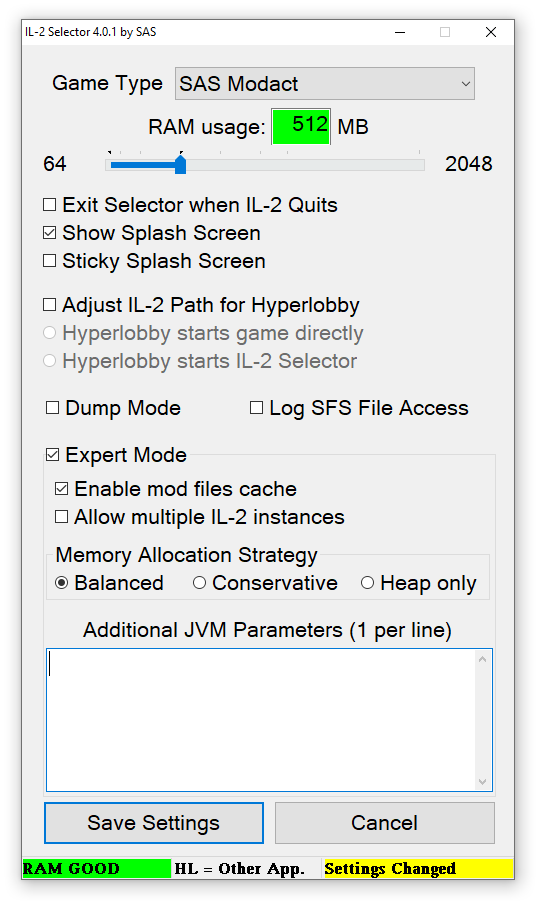 IL-2 Selector 4.0.1 by SAS
Game Type SAS Modact
RAM usage: 512 MB
64 2048
Exit Selector when IL-2 Quits
Show Splash Screen
Sticky Splash Screen
Adjust IL-2 Path for Hyperlobby
Hyperlobby starts game directly
Hyperlobby starts IL-2 Selector
Dump Mode Log SFS File Access
Expert Mode
Enable mod files cache
Allow multiple IL-2 instances
Memory Allocation Strategy
Balanced Conservative Heap only
Additional JVM Parameters (1 per line)
Save Settings Cancel
RAM GOOD HL = Other App. Settings Changed